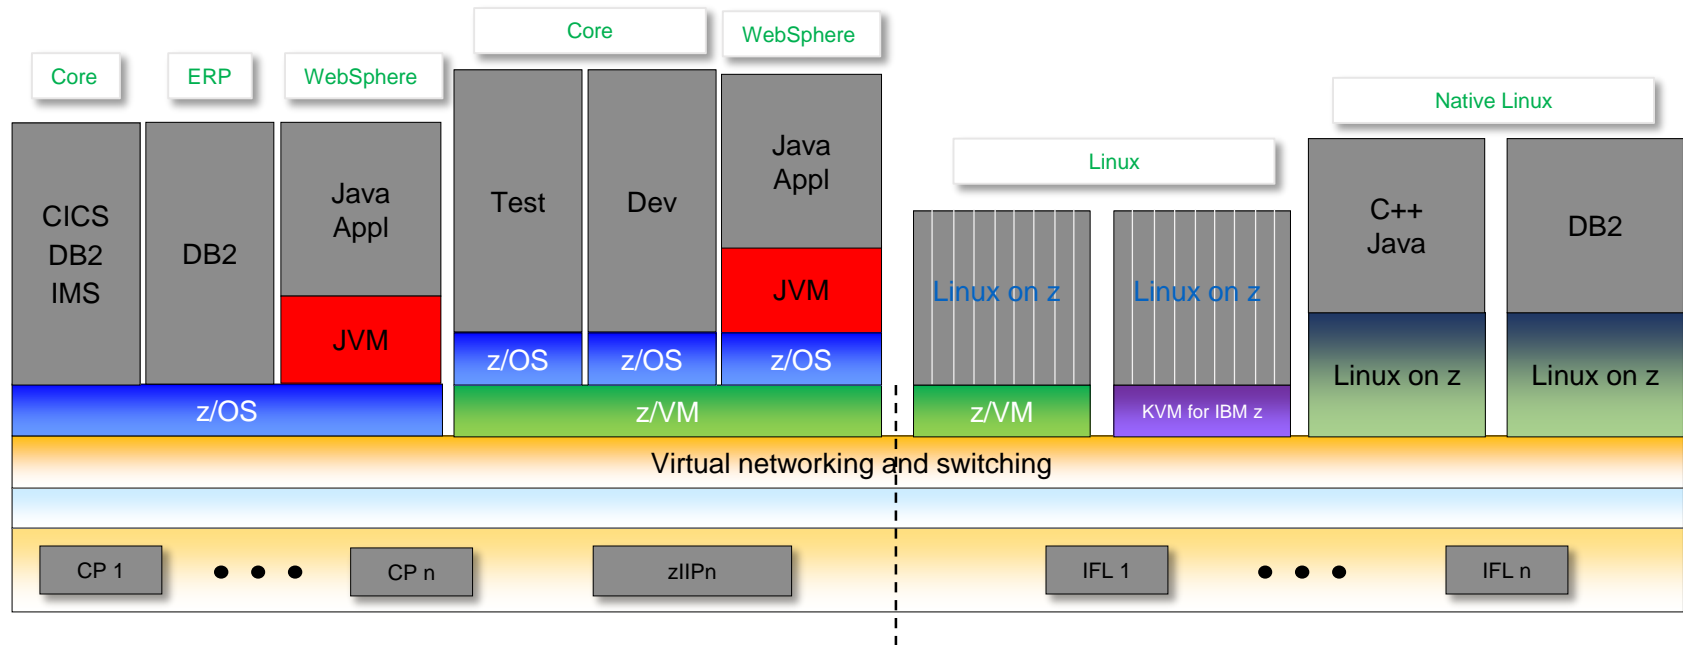 Core
ERP
WebSphere
Core
WebSphere
Linux
Native Linux
CICS
DB2
IMS
DB2
Java
Appl
JVM
z/OS
Test
z/OS
Dev
z/OS
Java
Appl
JVM
z/OS
z/VM
Linux on z
z/VM
Linux on z
KVM for IBM z
C++
Java
Linux on z
DB2
Linux on z
Virtual networking and switching
CP 1
CP n
zIIPn
IFL 1
IFL n